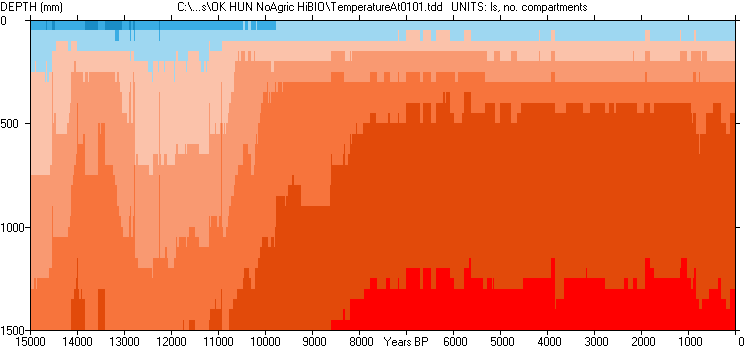 DEPTH (mm) C:\...s\OK HUN NoAgric HiBIO\TemperatureAt0101.tdd UNITS: ls, no. compartments
0
500
1000
1500
15000 14000 13000 12000 11000 10000 9000 8000 Years BP 6000 5000 4000 3000 2000 1000 0